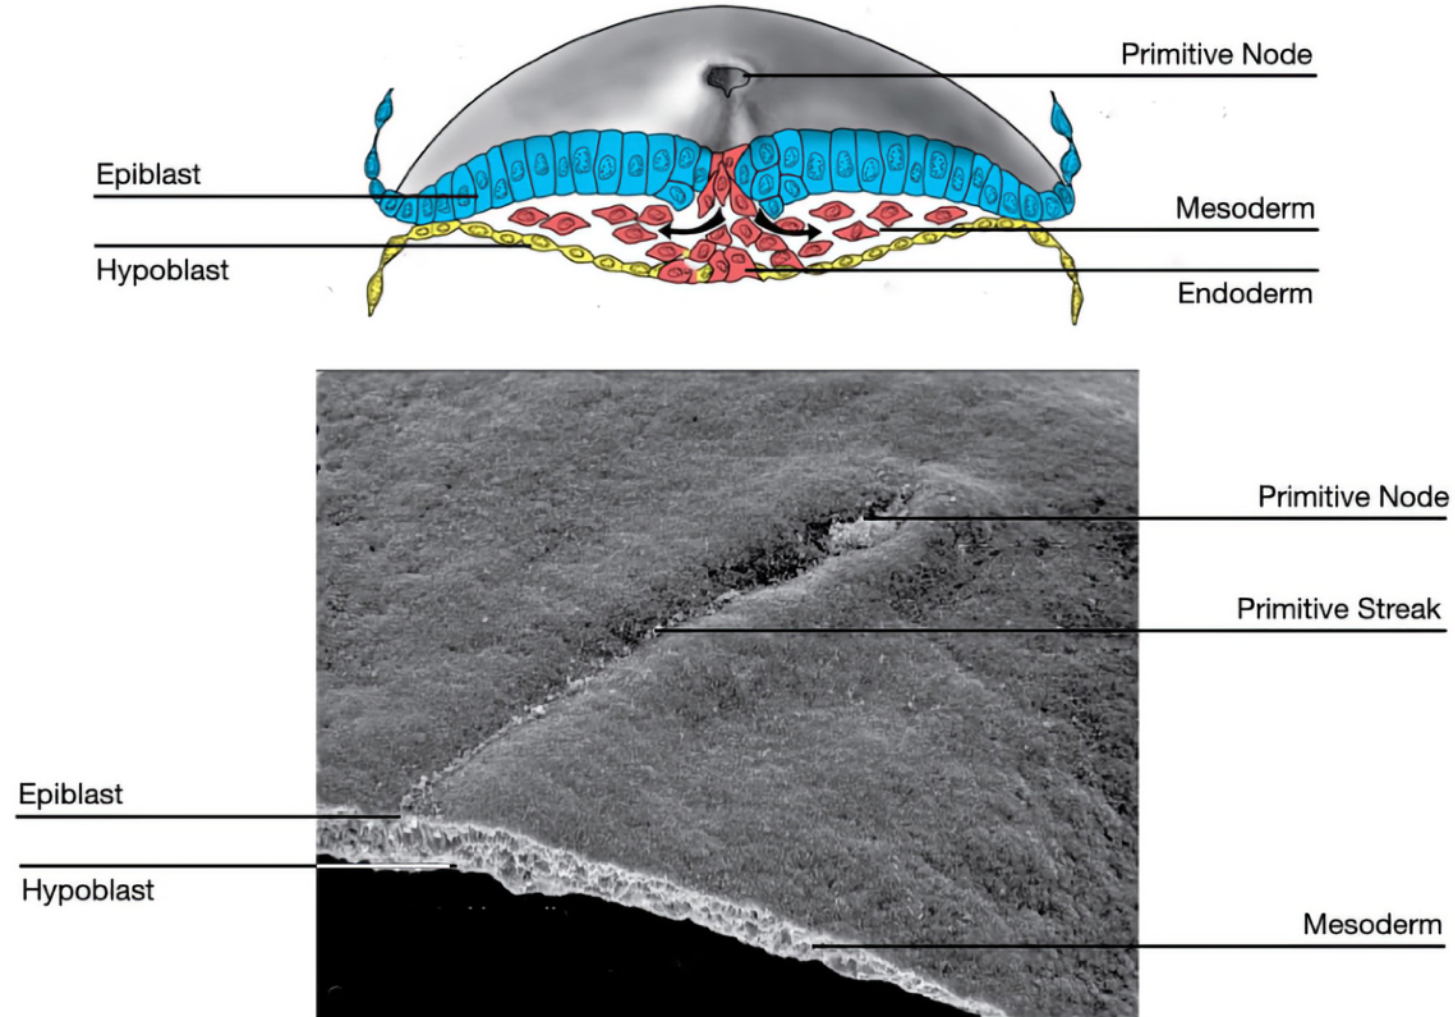 Primitive Node
Epiblast
Mesoderm
Hypoblast
Endoderm
Primitive Node
Primitive Streak
Epiblast
Hypoblast
Mesoderm